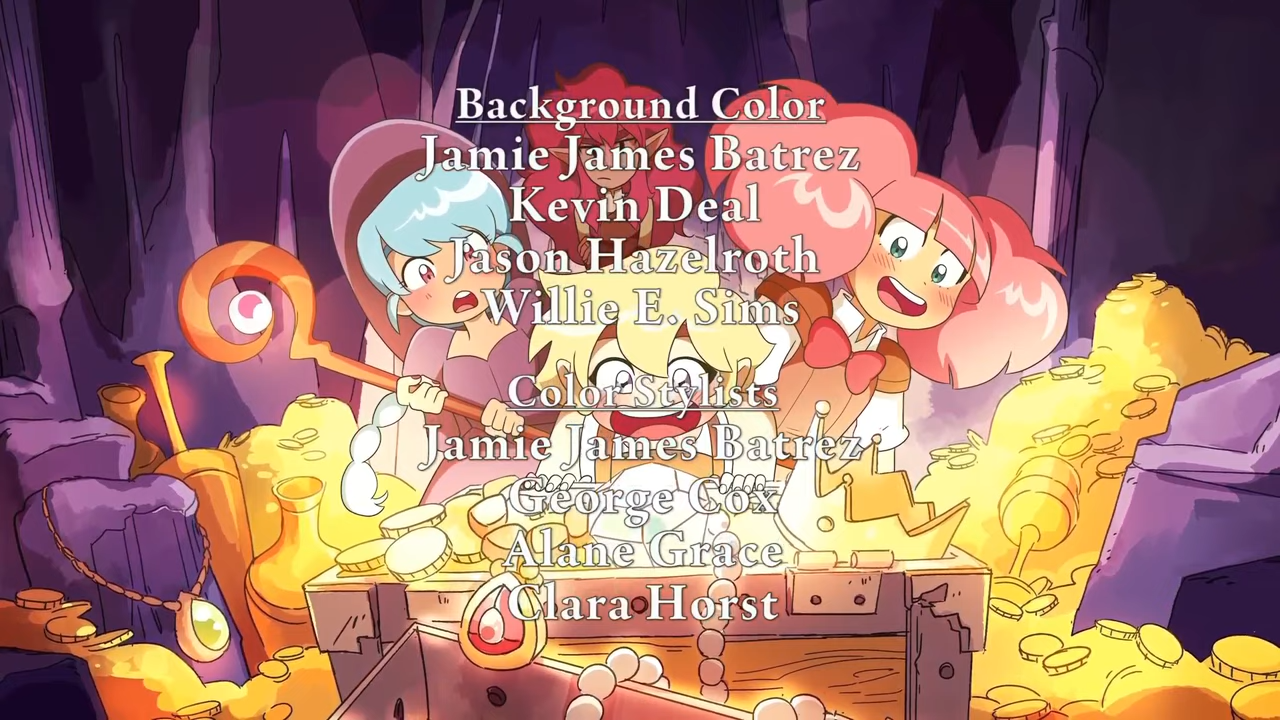 Background Color
Jamie James Batrez
Kevin Deal
Jason Hazelroth
Willie E. Sims
Color Stylists
Jamie James Batrez
George Cox
Alane Grace
Clara Horst